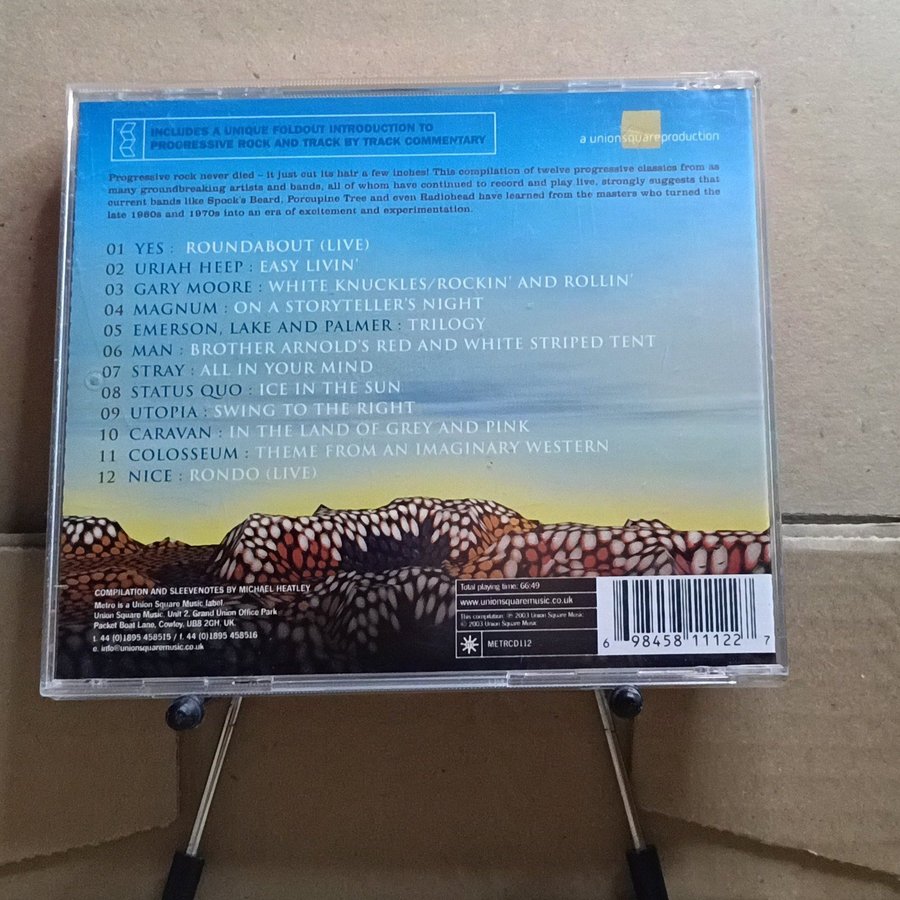 INCLUDES A UNIQUE FOLDOUT INTRODUCTION TO
PROGRESSIVE ROCK AND TRACK BY TRACK COMMENTARY
a unionsquareproduction
Progressive rock never died – it just cut its hair a few inches! This compilation of twelve progressive classics from as
many groundbreaking artists and bands, all of whom have continued to record and play live, strongly suggests that
current bands like Spock's Beard, Porcupine Tree and even Radiohead have learned from the masters who turned the
late 1960s and 1970s into an era of excitement and experimentation.
01 YES : ROUNDABOUT (LIVE)
02 URIAH HEEP : EASY LIVIN'
03 GARY MOORE : WHITE KNUCKLES/ROCKIN' AND ROLLIN'
04 MAGNUM : ON A STORYTELLER'S NIGHT
05 EMERSON, LAKE AND PALMER : TRILOGY
06 MAN : BROTHER ARNOLD'S RED AND WHITE STRIPED TENT
07 STRAY : ALL IN YOUR MIND
08 STATUS QUO : ICE IN THE SUN
09 UTOPIA : SWING TO THE RIGHT
10 CARAVAN : IN THE LAND OF GREY AND PINK
11 COLOSSEUM : THEME FROM AN IMAGINARY WESTERN
12 NICE : RONDO (LIVE)
COMPILATION AND SLEEVENOTES BY MICHAEL HEATLEY
Metro is a Union Square Music label
Union Square Music. Unit 2, Grand Union Office Park
Packet Boat Lane, Cowley, UB8 2GH, UK.
t. 44 (0)1895 458515 / f. 44 (0)1895 458516
e. info@unionsquaremusic.co.uk
Total playing time: 66:49
www.unionsquaremusic.co.uk
This compilation: ℗ 2003 Union Square Music.
© 2003 Union Square Music
METRCD112
6 98458 11122 7